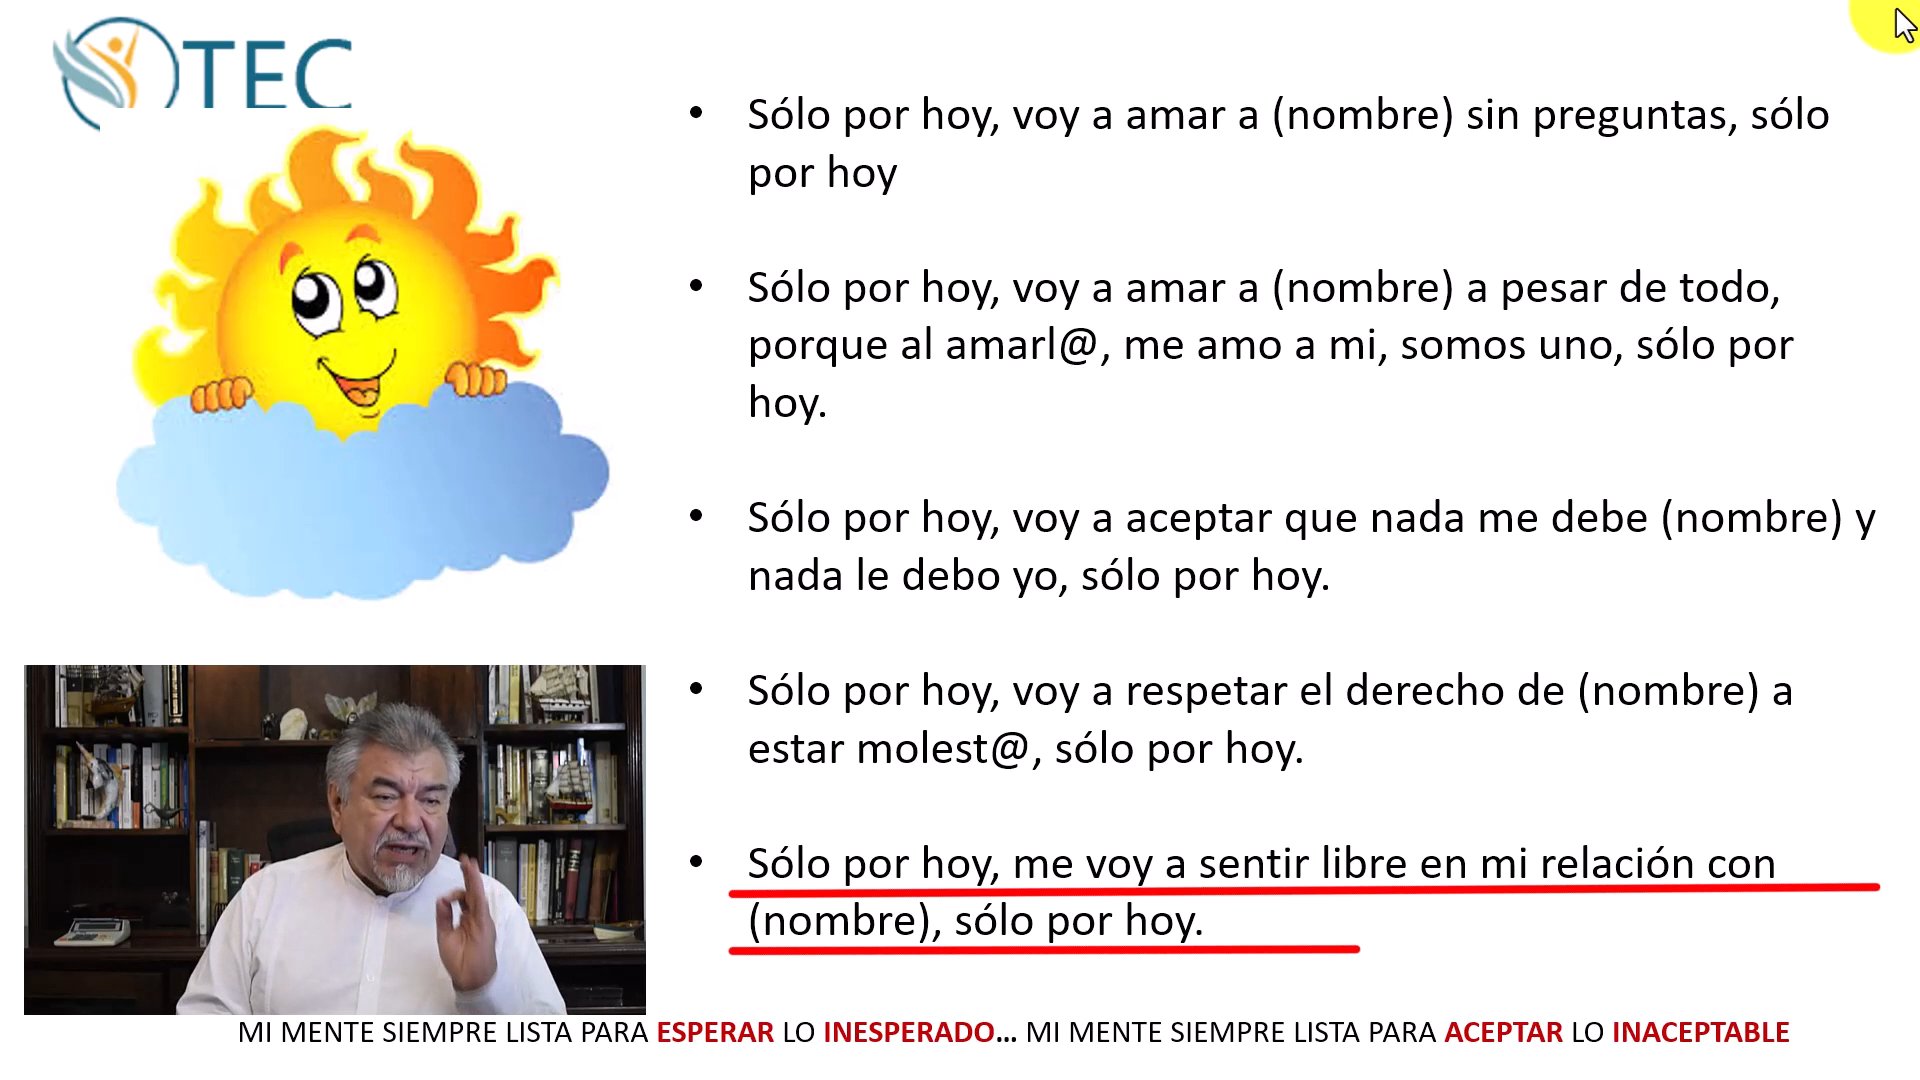 TEC
• Sólo por hoy, voy a amar a (nombre) sin preguntas, sólo
por hoy
• Sólo por hoy, voy a amar a (nombre) a pesar de todo,
porque al amarl@, me amo a mi, somos uno, sólo por
hoy.
• Sólo por hoy, voy a aceptar que nada me debe (nombre) y
nada le debo yo, sólo por hoy.
• Sólo por hoy, voy a respetar el derecho de (nombre) a
estar molest@, sólo por hoy.
• Sólo por hoy, me voy a sentir libre en mi relación con
(nombre), sólo por hoy.
MI MENTE SIEMPRE LISTA PARA ESPERAR LO INESPERADO... MI MENTE SIEMPRE LISTA PARA ACEPTAR LO INACEPTABLE